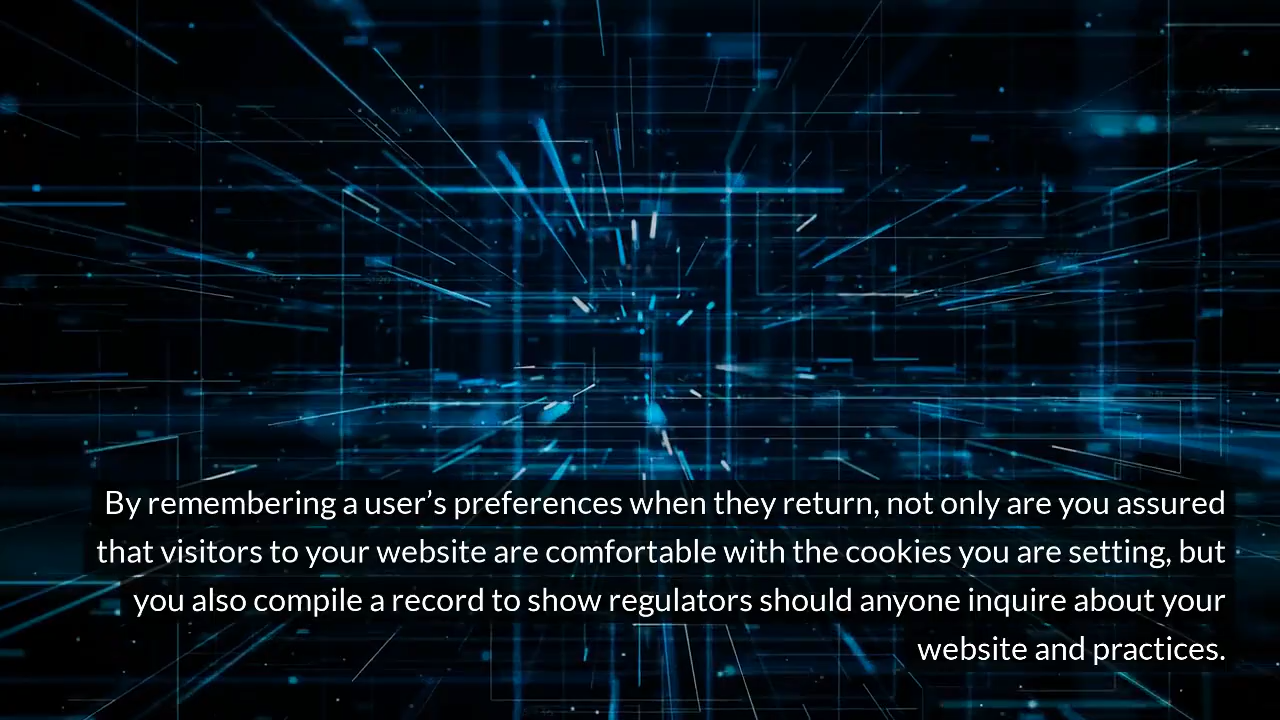 By remembering a user’s preferences when they return, not only are you assured
that visitors to your website are comfortable with the cookies you are setting, but
you also compile a record to show regulators should anyone inquire about your
website and practices.